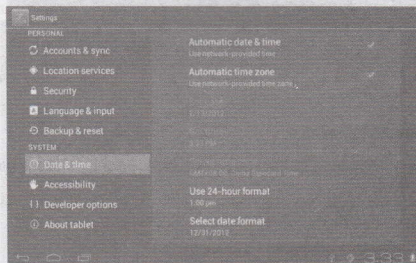 Settings
PERSONAL
Accounts & sync
Location services
Security
Language & input
Backup & reset
SYSTEM
Date & time
Accessibility
Developer options
About tablet
Automatic date & time
Use network-provided time
Automatic time zone
Use network-provided time zone
Use 24-hour format
1:00 pm
Select date format
12/31/2012
3:33